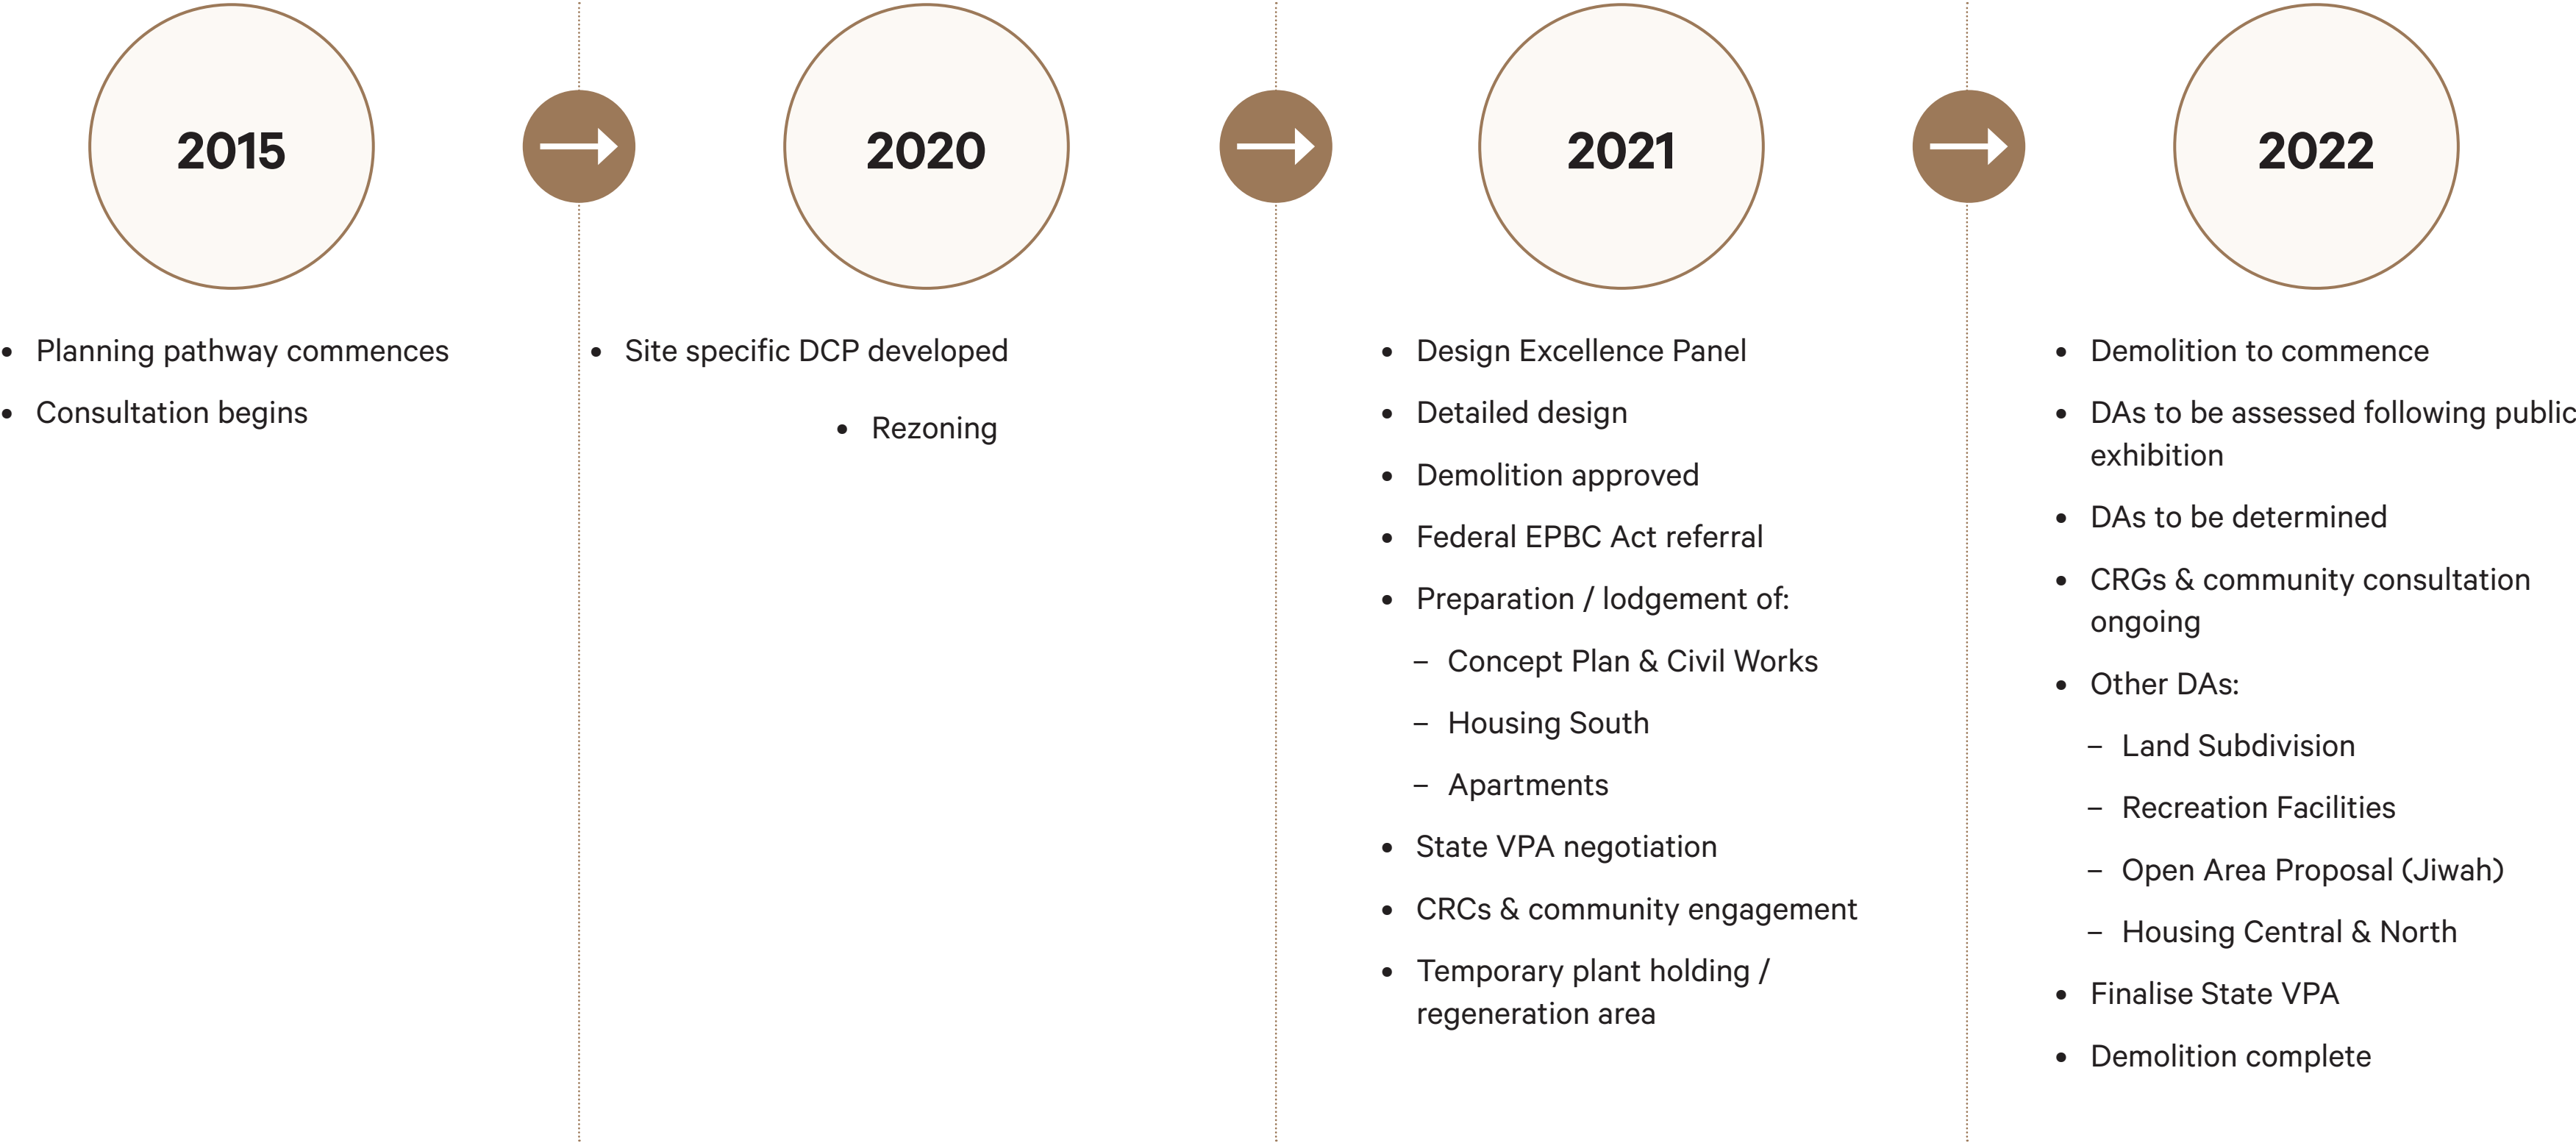 2015
• Planning pathway commences
• Consultation begins
2020
• Site specific DCP developed
• Rezoning
2021
• Design Excellence Panel
• Detailed design
• Demolition approved
• Federal EPBC Act referral
• Preparation / lodgement of:
– Concept Plan & Civil Works
– Housing South
– Apartments
• State VPA negotiation
• CRCs & community engagement
• Temporary plant holding /
regeneration area
2022
• Demolition to commence
• DAs to be assessed following public
exhibition
• DAs to be determined
• CRGs & community consultation
ongoing
• Other DAs:
– Land Subdivision
– Recreation Facilities
– Open Area Proposal (Jiwah)
– Housing Central & North
• Finalise State VPA
• Demolition complete